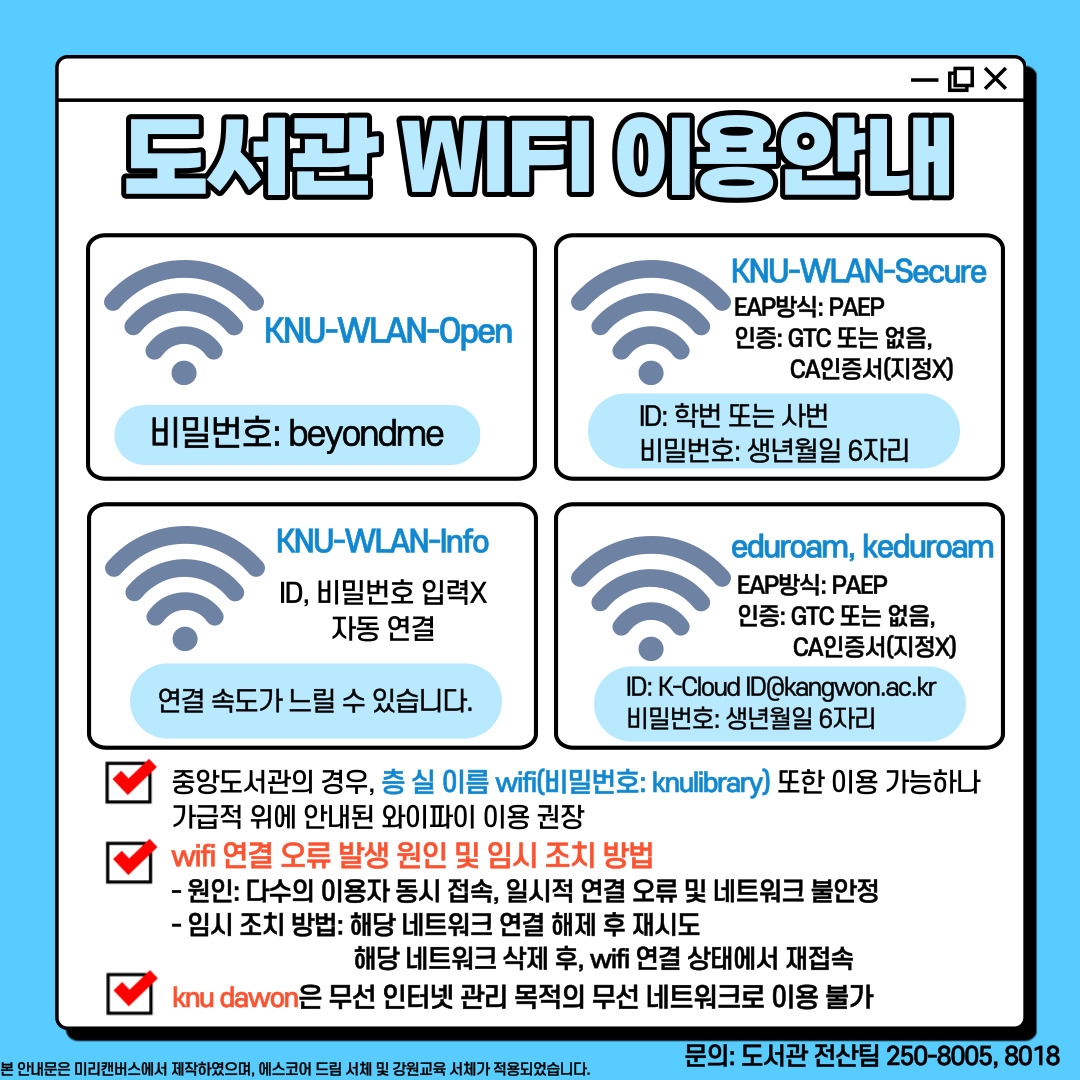 도서관 WIFI 이용안내
KNU-WLAN-Open
비밀번호: beyondme
KNU-WLAN-Secure
EAP방식: PAEP
인증: GTC 또는 없음,
CA인증서(지정X)
ID: 학번 또는 사번
비밀번호: 생년월일 6자리
KNU-WLAN-Info
ID, 비밀번호 입력X
자동 연결
연결 속도가 느릴 수 있습니다.
eduroam, keduroam
EAP방식: PAEP
인증: GTC 또는 없음,
CA인증서(지정X)
ID: K-Cloud ID@kangwon.ac.kr
비밀번호: 생년월일 6자리
중앙도서관의 경우, 층 실 이름 wifi(비밀번호: knulibrary) 또한 이용 가능하나
가급적 위에 안내된 와이파이 이용 권장
wifi 연결 오류 발생 원인 및 임시 조치 방법
- 원인: 다수의 이용자 동시 접속, 일시적 연결 오류 및 네트워크 불안정
- 임시 조치 방법: 해당 네트워크 연결 해제 후 재시도
해당 네트워크 삭제 후, wifi 연결 상태에서 재접속
knu dawon은 무선 인터넷 관리 목적의 무선 네트워크로 이용 불가
문의: 도서관 전산팀 250-8005, 8018
본 안내문은 미리캔버스에서 제작하였으며, 에스코어 드림 서체 및 강원교육 서체가 적용되었습니다.